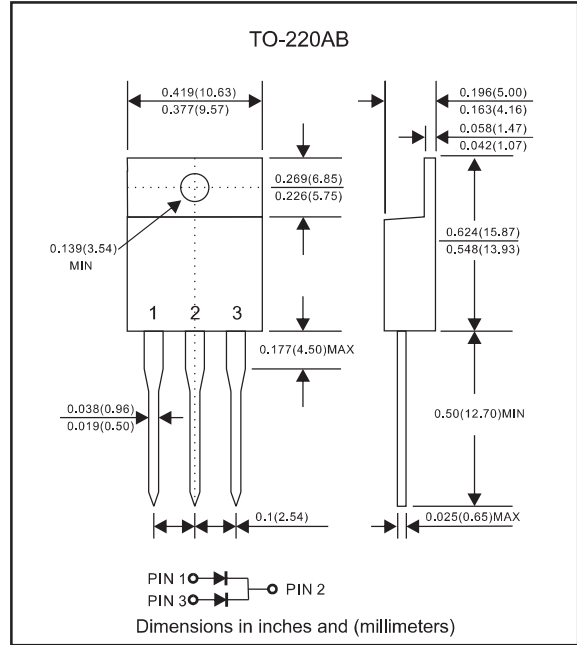 TO-220AB
0.419(10.63)
0.377(9.57)
0.196(5.00)
0.163(4.16)
0.058(1.47)
0.042(1.07)
0.269(6.85)
0.226(5.75)
0.624(15.87)
0.548(13.93)
0.139(3.54)
MIN
1 2 3
0.177(4.50)MAX
0.038(0.96)
0.019(0.50)
0.50(12.70)MIN
0.1(2.54)
0.025(0.65)MAX
PIN 1
PIN 3
PIN 2
Dimensions in inches and (millimeters)